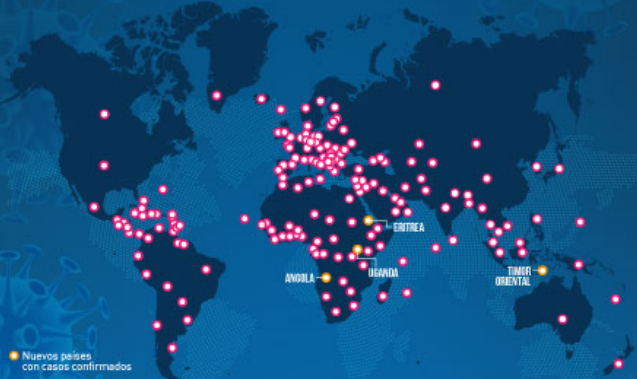 ERITREA
UGANDA
ANGOLA
TIMOR
ORIENTAL
Nuevos países
con casos confirmados